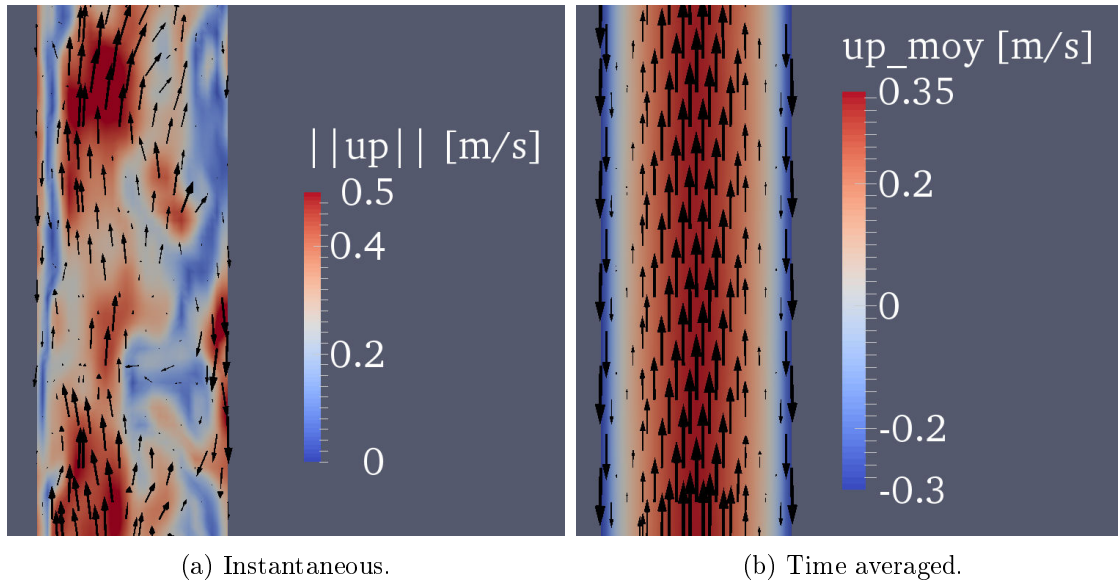 ||up|| [m/s]
0.5
0.4
0.2
0
up_moy [m/s]
0.35
0.2
0
-0.2
-0.3
(a) Instantaneous.
(b) Time averaged.